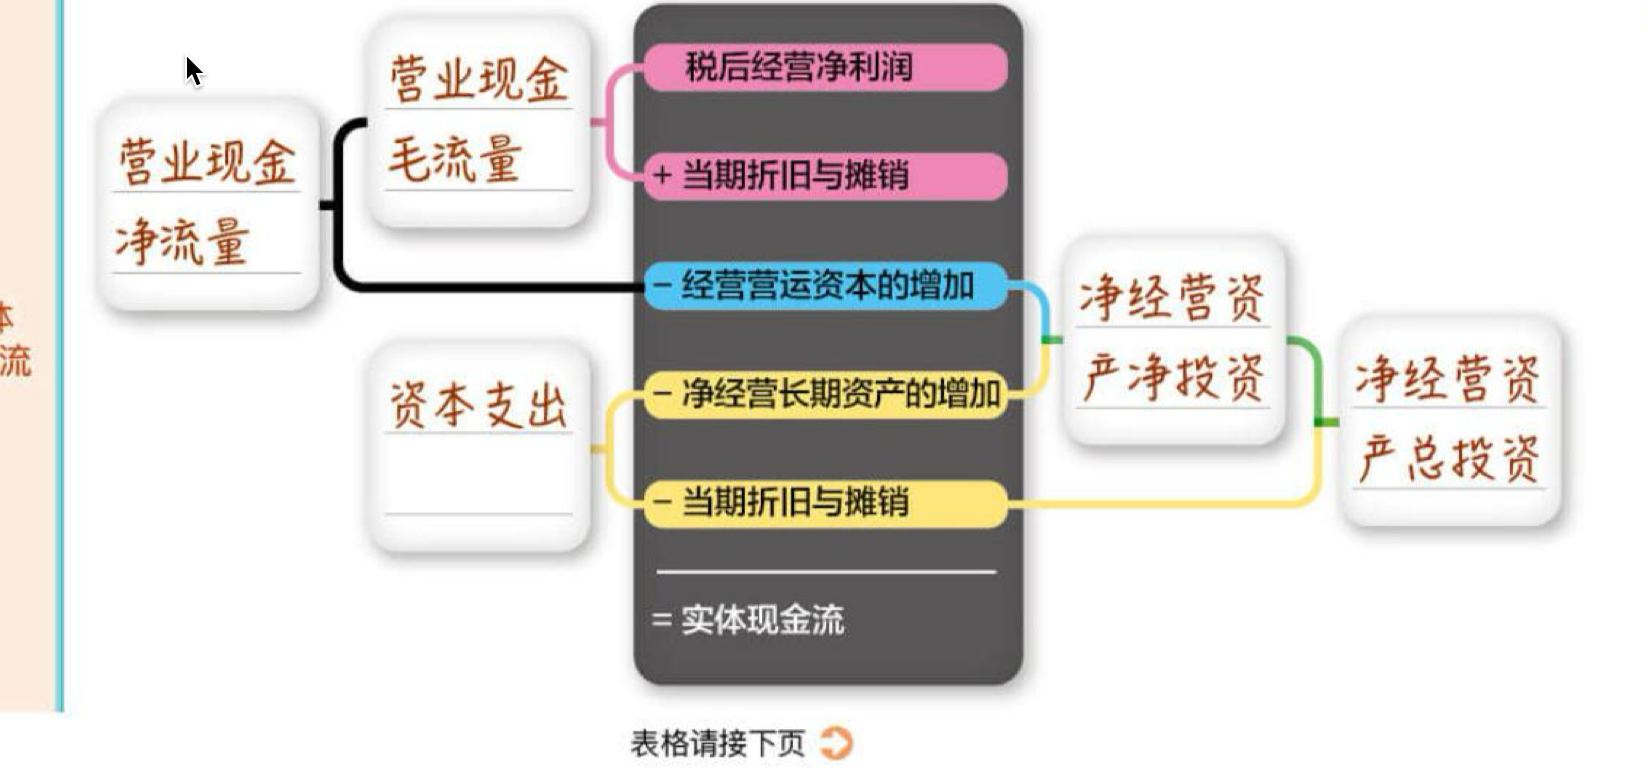 本
流
营业现金
净流量
营业现金
毛流量
资本支出
税后经营净利润
+ 当期折旧与摊销
- 经营营运资本的增加
- 净经营长期资产的增加
- 当期折旧与摊销
= 实体现金流
净经营资
产净投资
净经营资
产总投资
表格请接下页